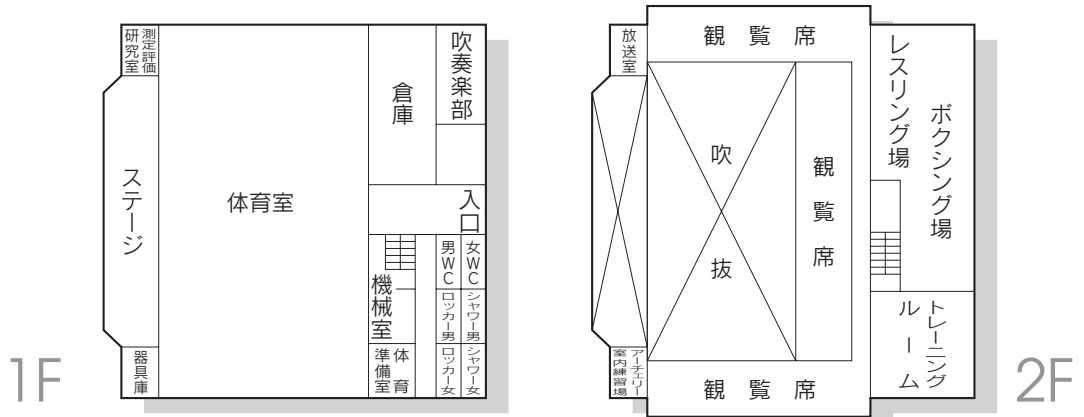 測定評価
研究室
ステージ
器具庫
体育室
倉庫
吹奏楽部
入口
男WC
女WC
機械室
ロッカー男
シャワー男
体育
準備室
ロッカー女
シャワー女
1F
放送室
観覧席
吹抜
観覧席
観覧席
アーチェリー
室内練習場
レスリング場
ボクシング場
トレーニング
ルーム
2F